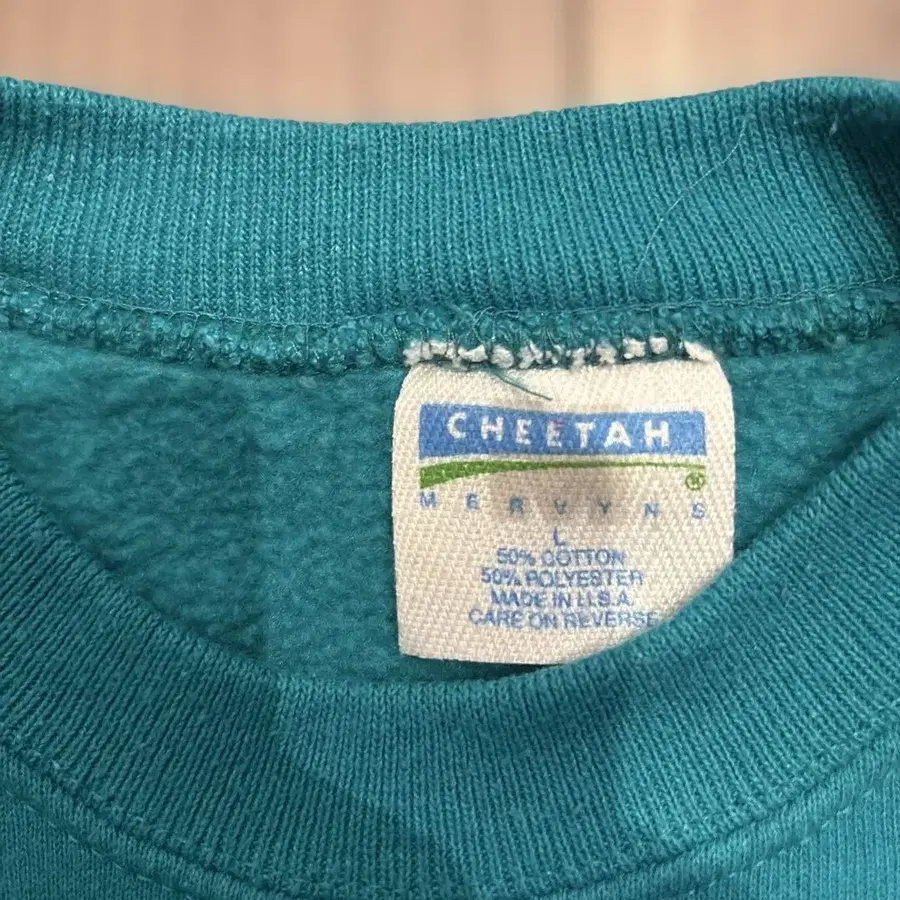 CHEETAH
®
MERVYNS
L
50% COTTON
50% POLYESTER
MADE IN U.S.A.
CARE ON REVERSE